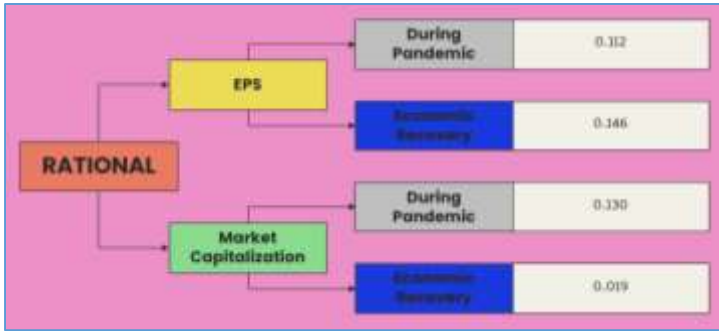 During
Pandemic
0.112
EPS
Economic
Recovery
0.146
RATIONAL
During
Pandemic
0.130
Market
Capitalization
Economic
Recovery
0.019